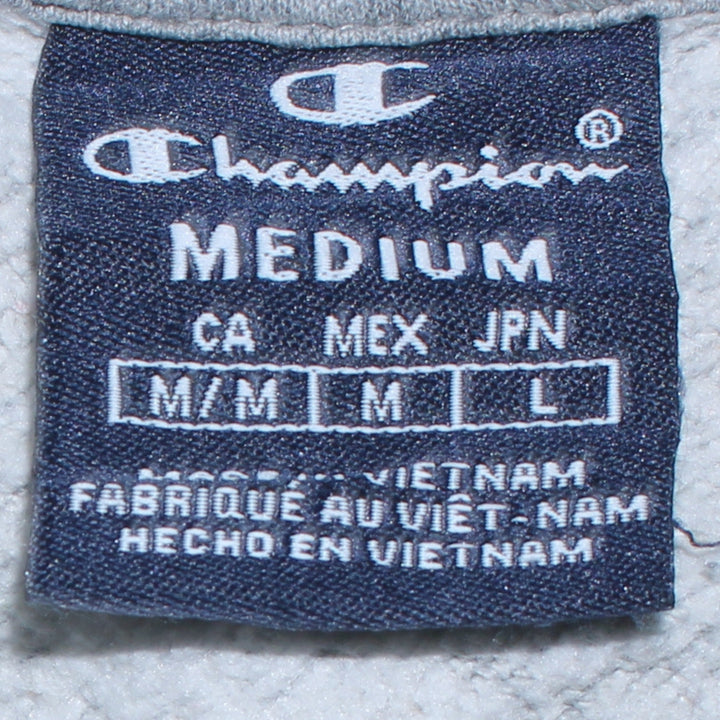 Champion®
MEDIUM
CA MEX JPN
M/M M L
VIETNAM
FABRIQUÉ AU VIÊT-NAM
HECHO EN VIETNAM